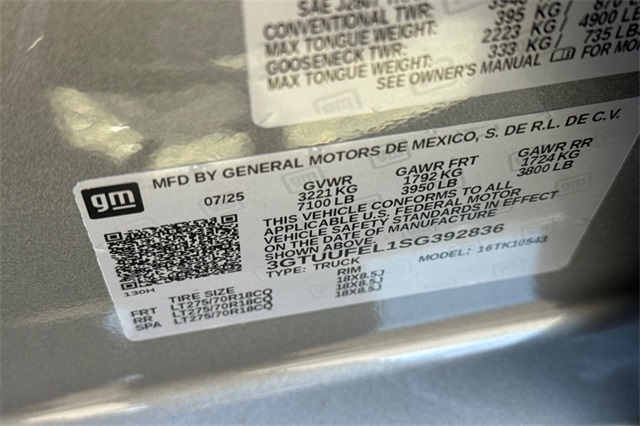 SAE J2807
CONVENTIONAL TWR:
MAX TONGUE WEIGHT: 395 KG / 870 LB
GOOSENECK TWR: 2223 KG / 4900 LB
MAX TONGUE WEIGHT: 333 KG / 735 LB
SEE OWNER'S MANUAL gm FOR MO
gm
MFD BY GENERAL MOTORS DE MEXICO, S. DE R.L. DE C.V.
07/25 GVWR GAWR FRT GAWR RR
3221 KG 1792 KG 1724 KG
7100 LB 3950 LB 3800 LB
THIS VEHICLE CONFORMS TO ALL
APPLICABLE U.S. FEDERAL MOTOR
VEHICLE SAFETY STANDARDS IN EFFECT
ON THE DATE OF MANUFACTURE
SHOWN ABOVE.
3GTUUFEL1SG392836
TYPE: TRUCK MODEL: 16TK10543
130H
TIRE SIZE RIM
FRT LT275/70R18CQ 18X8.5J
RR LT275/70R18CQ 18X8.5J
SPA LT275/70R18CQ 18X8.5J